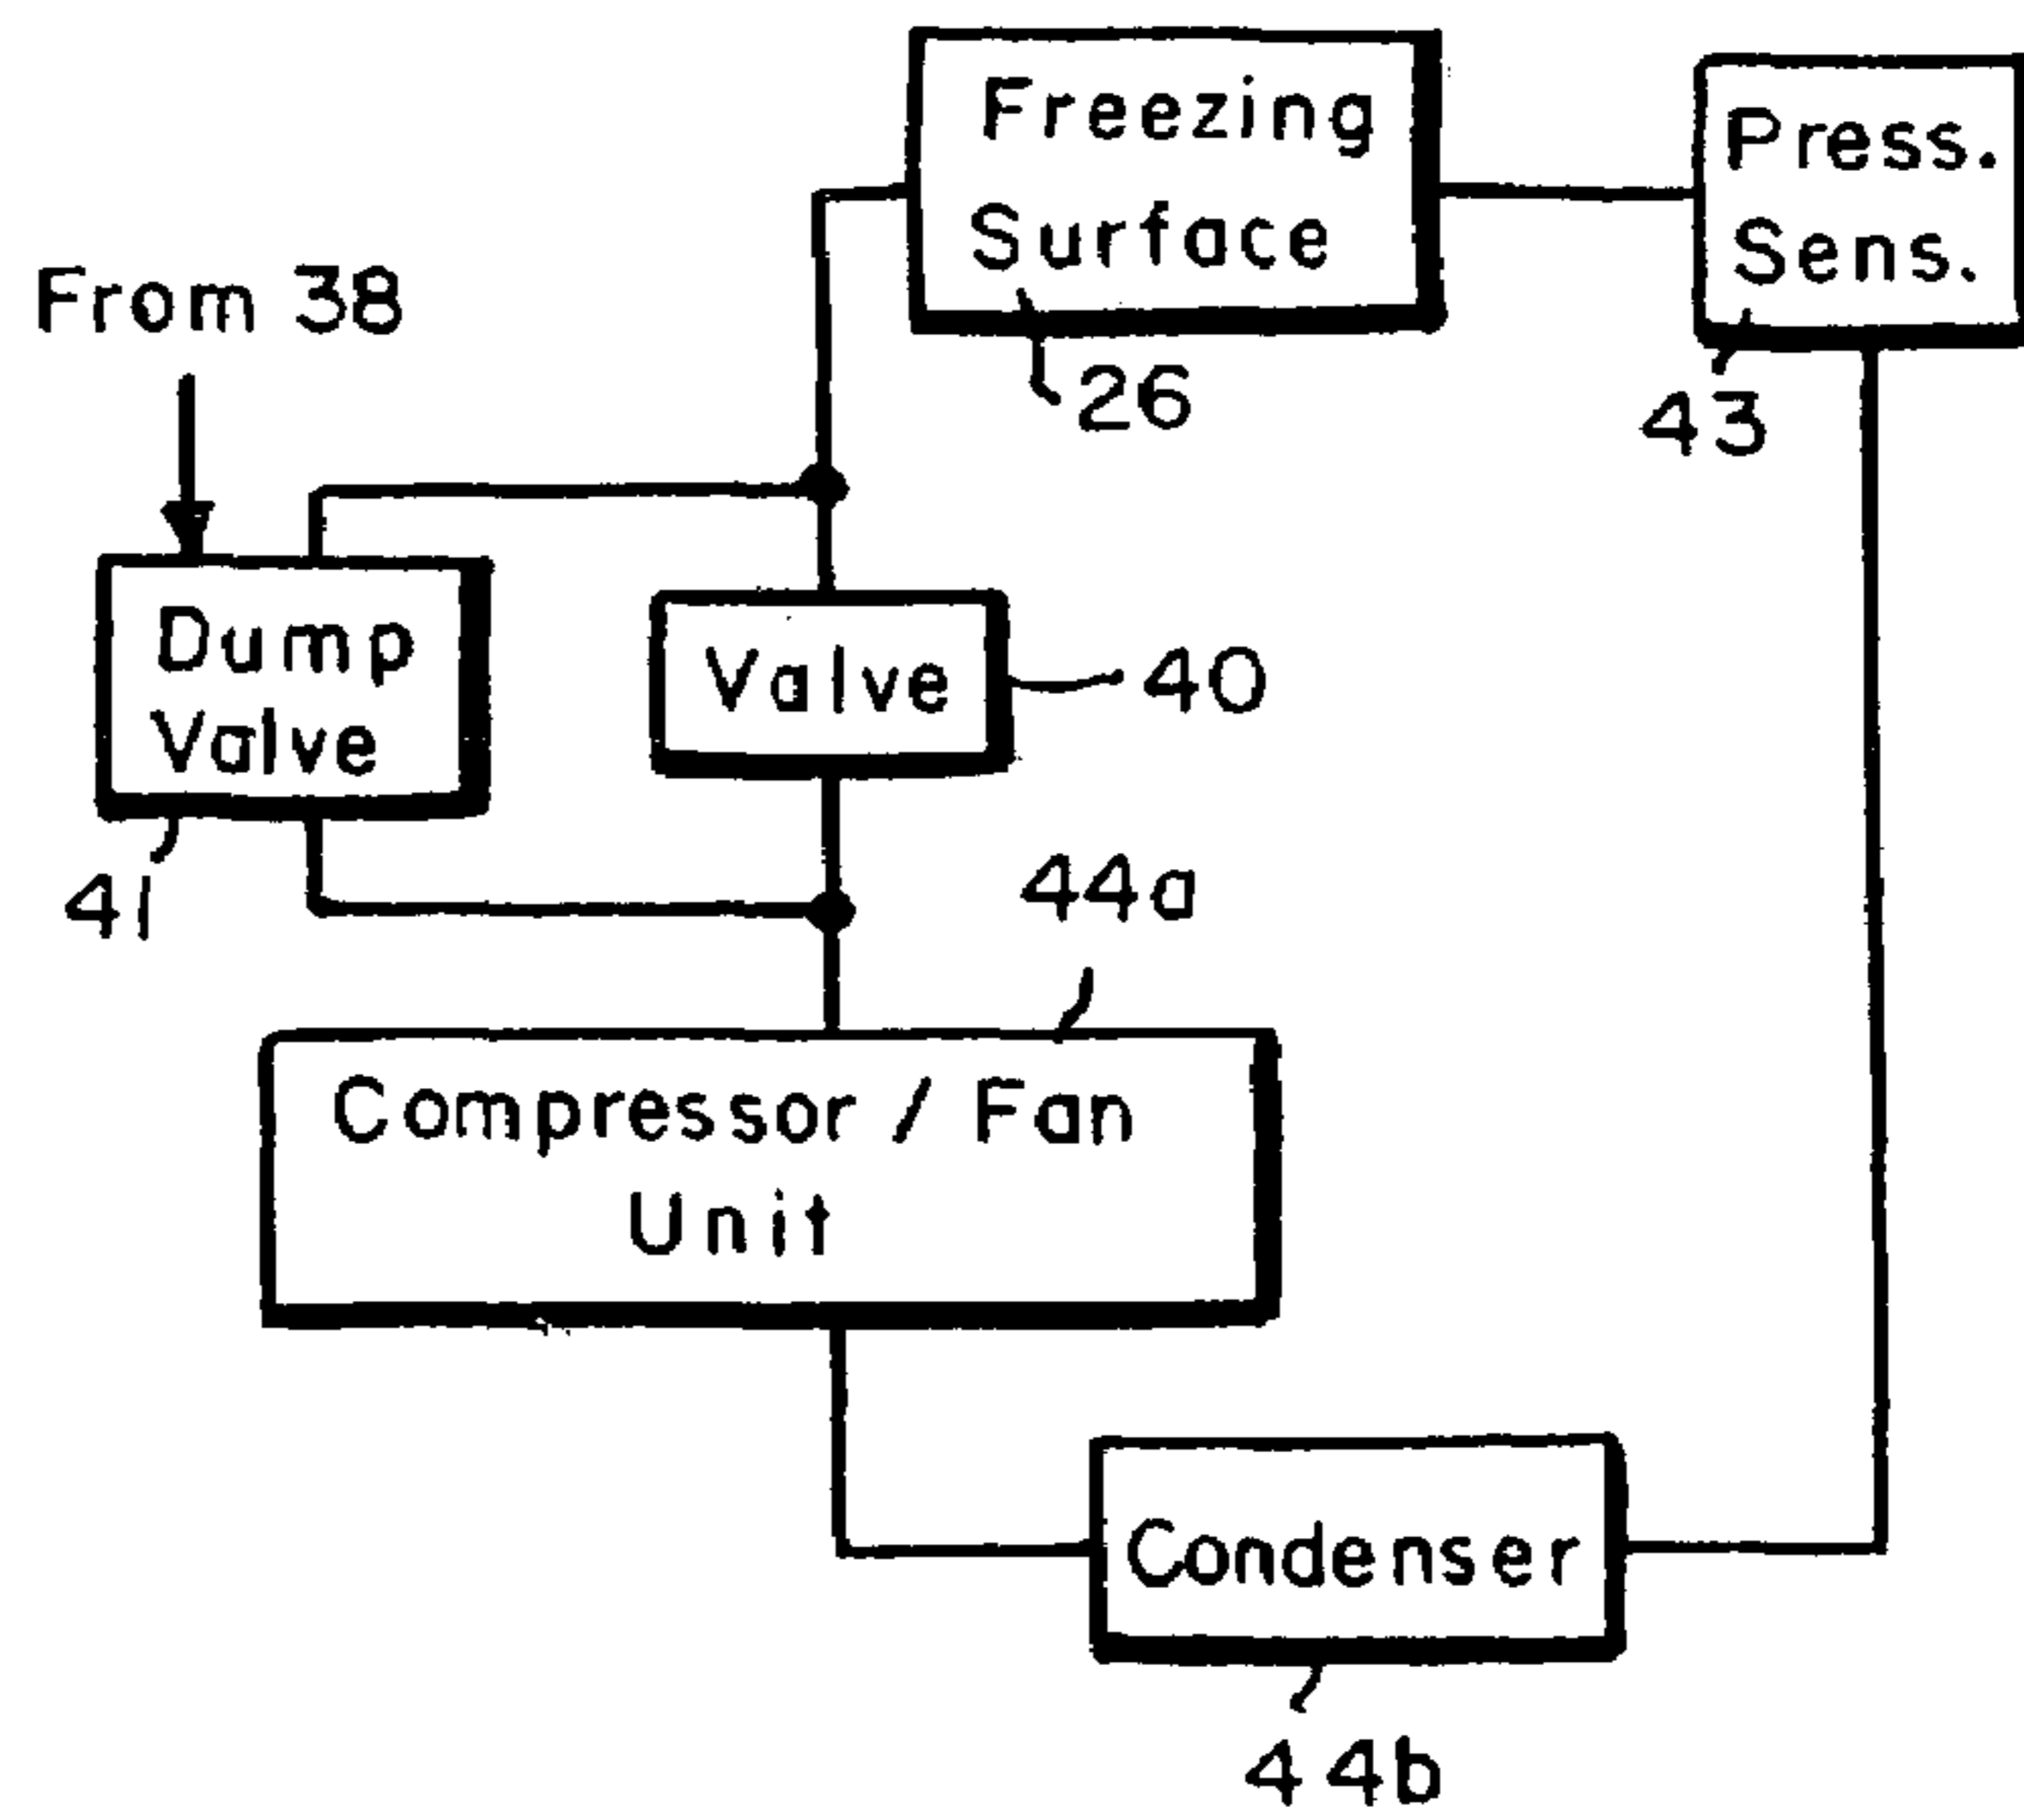 Freezing
Surface
Press.
Sens.
From 38
26
43
Dump
Valve
Valve
40
41
44a
Compressor / Fan
Unit
Condenser
44b